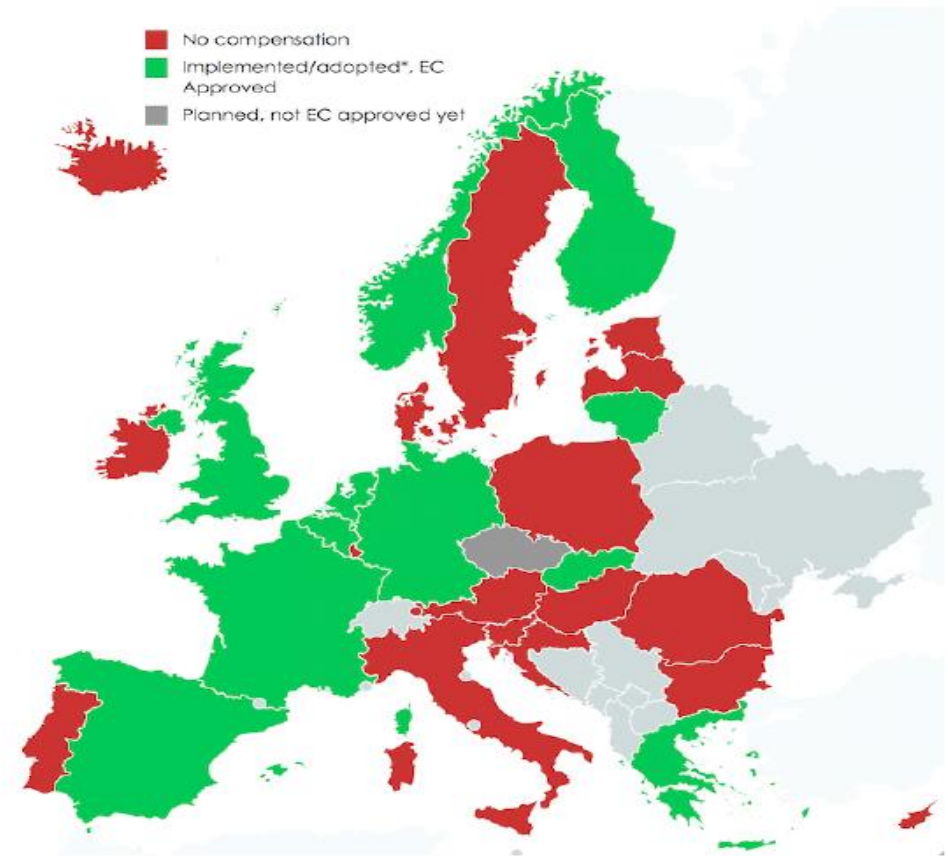 No compensation
Implemented/adopted*, EC
Approved
Planned, not EC approved yet